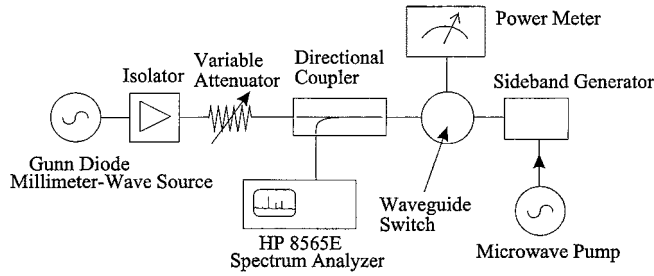 Power Meter
Variable
Attenuator
Directional
Coupler
Isolator
Sideband Generator
Gunn Diode
Millimeter-Wave Source
Waveguide
Switch
HP 8565E
Spectrum Analyzer
Microwave Pump